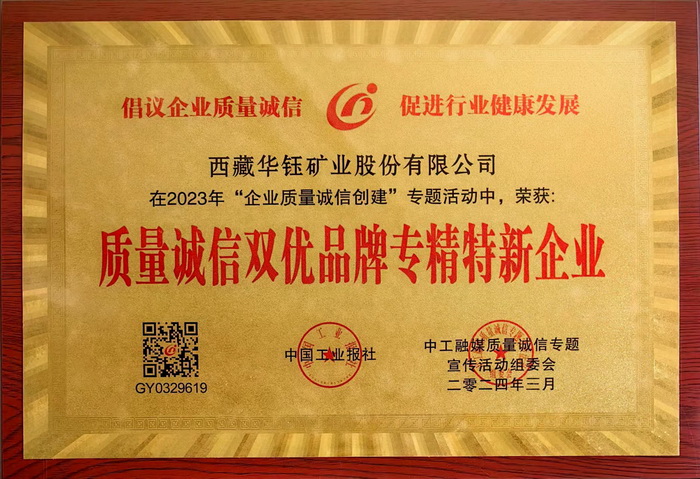 倡议企业质量诚信 促进行业健康发展
西藏华钰矿业股份有限公司
在2023年“企业质量诚信创建”专题活动中，荣获:
质量诚信双优品牌专精特新企业
中国工业报社
中工融媒质量诚信专题
宣传活动组委会
二〇二四年三月
GY0329619